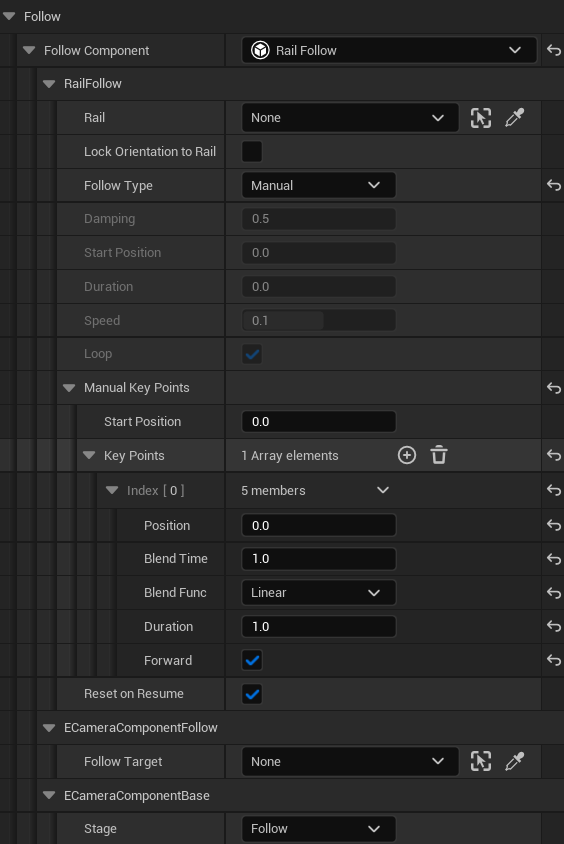 Follow
Follow Component Rail Follow
RailFollow
Rail None
Lock Orientation to Rail
Follow Type Manual
Damping 0.5
Start Position 0.0
Duration 0.0
Speed 0.1
Loop
Manual Key Points
Start Position 0.0
Key Points 1 Array elements
Index [ 0 ] 5 members
Position 0.0
Blend Time 1.0
Blend Func Linear
Duration 1.0
Forward
Reset on Resume
ECameraComponentFollow
Follow Target None
ECameraComponentBase
Stage Follow